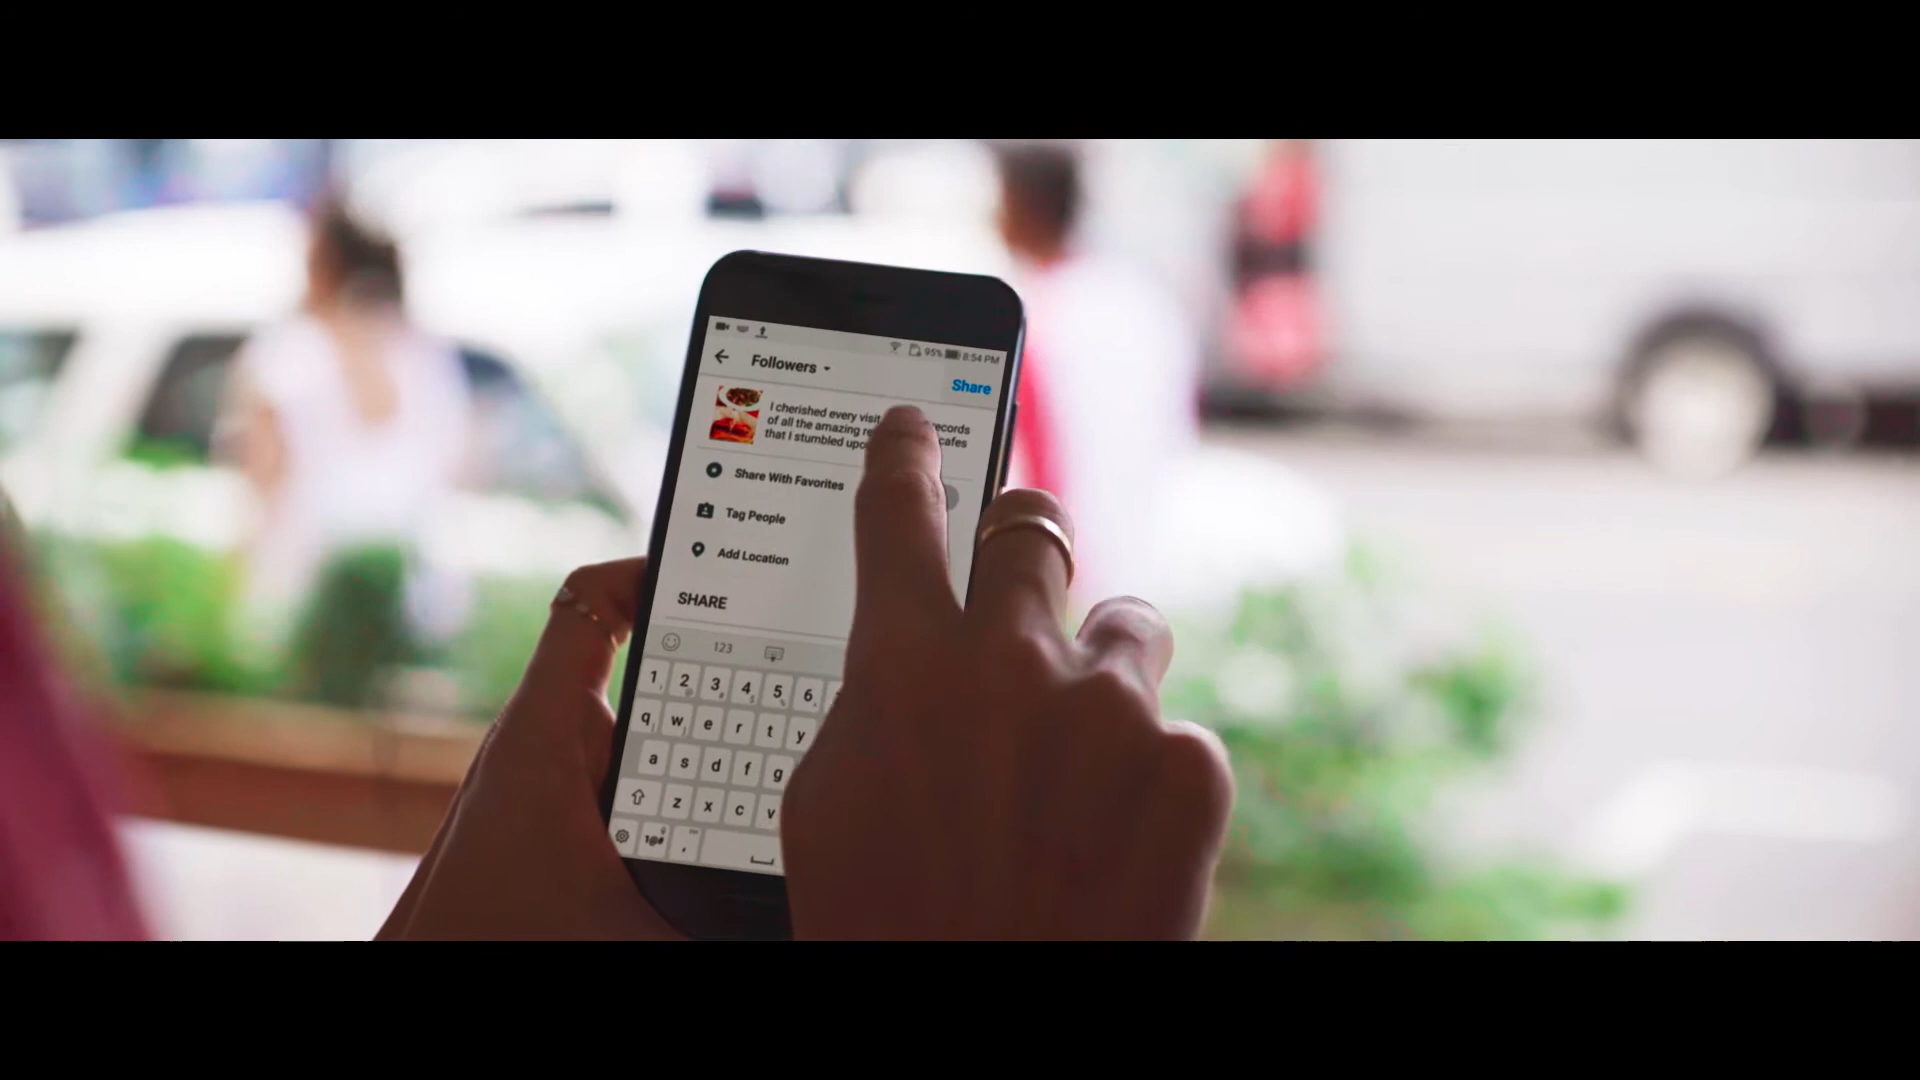 95% 8:54 PM
Followers
Share
I cherished every visit records
of all the amazing cafes
that I stumbled
Share With Favorites
Tag People
Add Location
SHARE
123
1 2 3 4 5 6
q w e r t y
a s d f g
z x c v
1@# ,